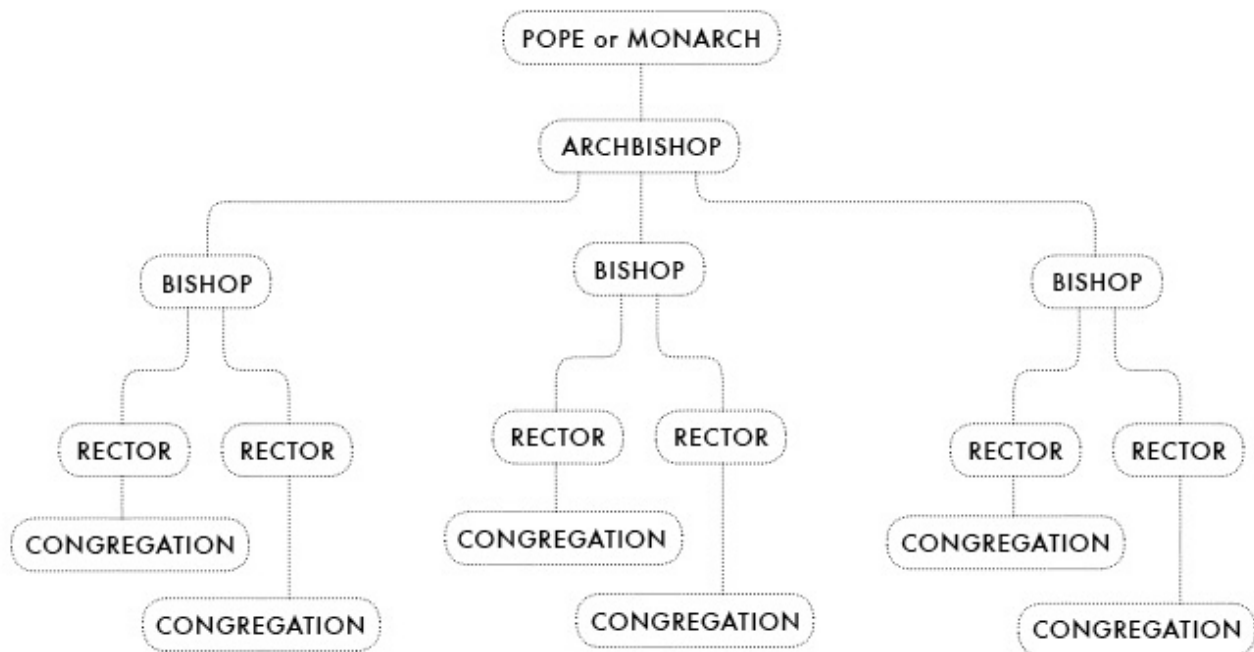 POPE or MONARCH
ARCHBISHOP
BISHOP
BISHOP
BISHOP
RECTOR
RECTOR
RECTOR
RECTOR
RECTOR
RECTOR
CONGREGATION
CONGREGATION
CONGREGATION
CONGREGATION
CONGREGATION
CONGREGATION